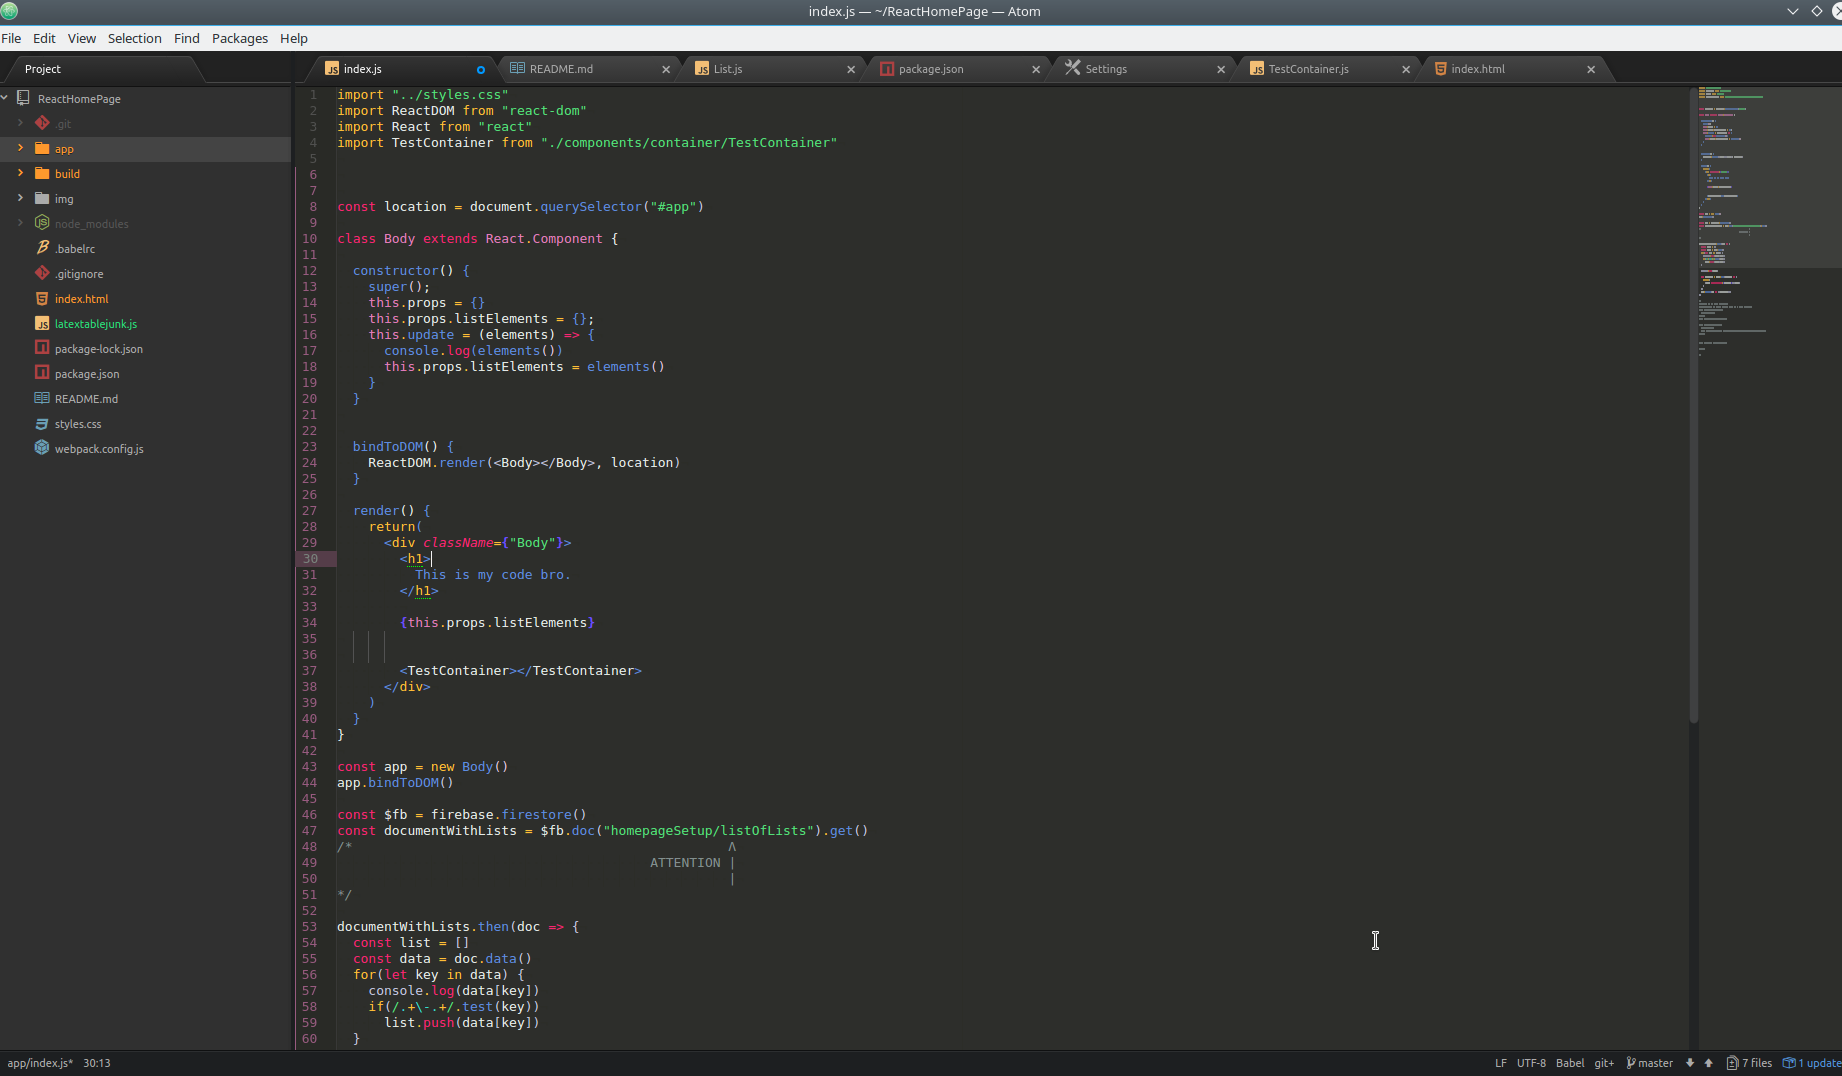 index.js — ~/ReactHomePage — Atom
File Edit View Selection Find Packages Help
Project
index.js
README.md
List.js
package.json
Settings
TestContainer.js
index.html
ReactHomePage
.git
app
build
img
node_modules
.babelrc
.gitignore
index.html
latextablejunk.js
package-lock.json
package.json
README.md
styles.css
webpack.config.js
1 import "../styles.css"
2 import ReactDOM from "react-dom"
3 import React from "react"
4 import TestContainer from "./components/container/TestContainer"
5
6
7
8 const location = document.querySelector("#app")
9
10 class Body extends React.Component {
11
12   constructor() {
13     super();
14     this.props = {}
15     this.props.listElements = {};
16     this.update = (elements) => {
17       console.log(elements())
18       this.props.listElements = elements()
19     }
20   }
21
22
23   bindToDOM() {
24     ReactDOM.render(<Body></Body>, location)
25   }
26
27   render() {
28     return(
29       <div className={"Body"}>
30         <h1>
31           This is my code bro.
32         </h1>
33
34         {this.props.listElements}
35
36
37         <TestContainer></TestContainer>
38       </div>
39     )
40   }
41 }
42
43 const app = new Body()
44 app.bindToDOM()
45
46 const $fb = firebase.firestore()
47 const documentWithLists = $fb.doc("homepageSetup/listOfLists").get()
48 /*                                                Λ
49                                         ATTENTION |
50                                                   |
51 */
52
53 documentWithLists.then(doc => {
54   const list = []
55   const data = doc.data()
56   for(let key in data) {
57     console.log(data[key])
58     if(/.+\-.+/.test(key))
59       list.push(data[key])
60   }
app/index.js* 30:13
LF UTF-8 Babel git+ master 7 files 1 update